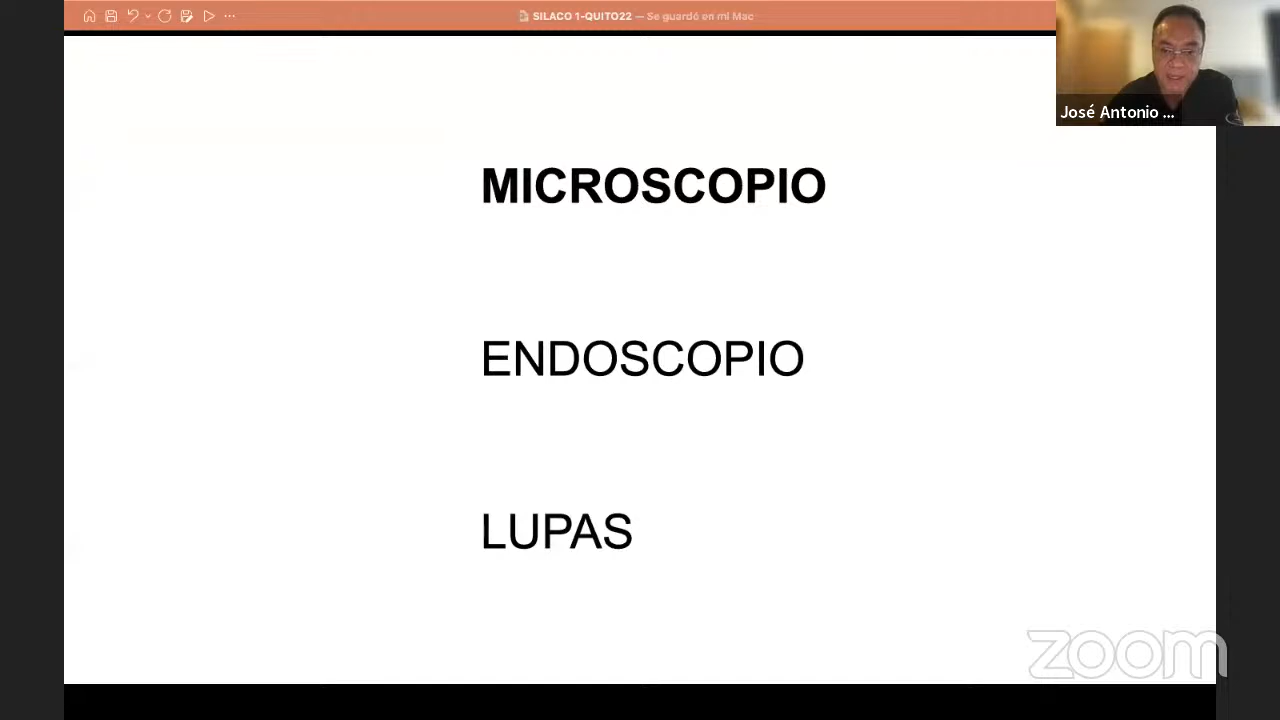 SILACO 1-QUITO22 — Se guardó en mi Mac
José Antonio ...
MICROSCOPIO
ENDOSCOPIO
LUPAS
zoom